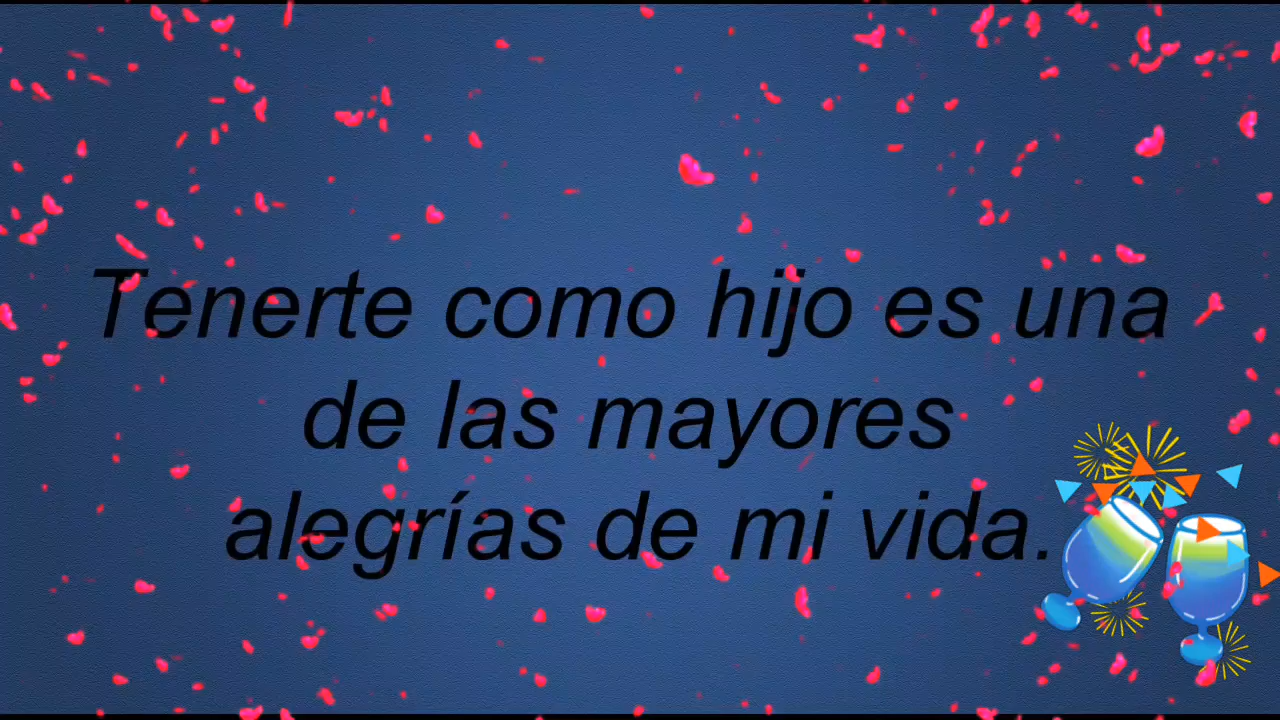 Tenerte como hijo es una
de las mayores
alegrías de mi vida.